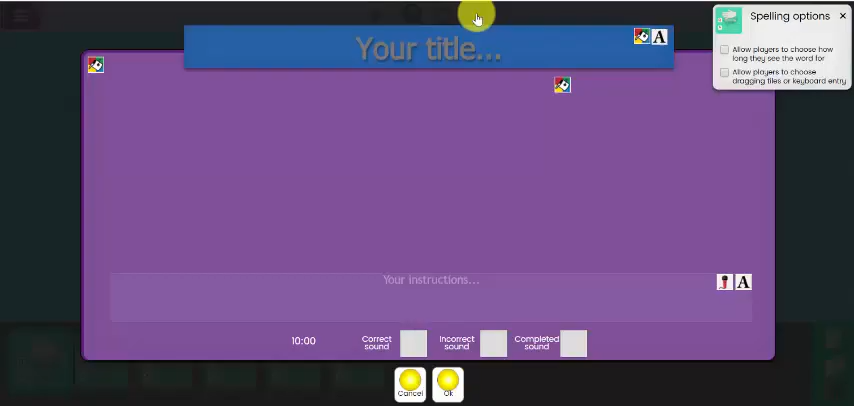 Spelling options
Allow players to choose how
long they see the word for
Allow players to choose
dragging tiles or keyboard entry
Your title...
A
Your instructions...
A
10:00
Correct
sound
Incorrect
sound
Completed
sound
Cancel
Ok